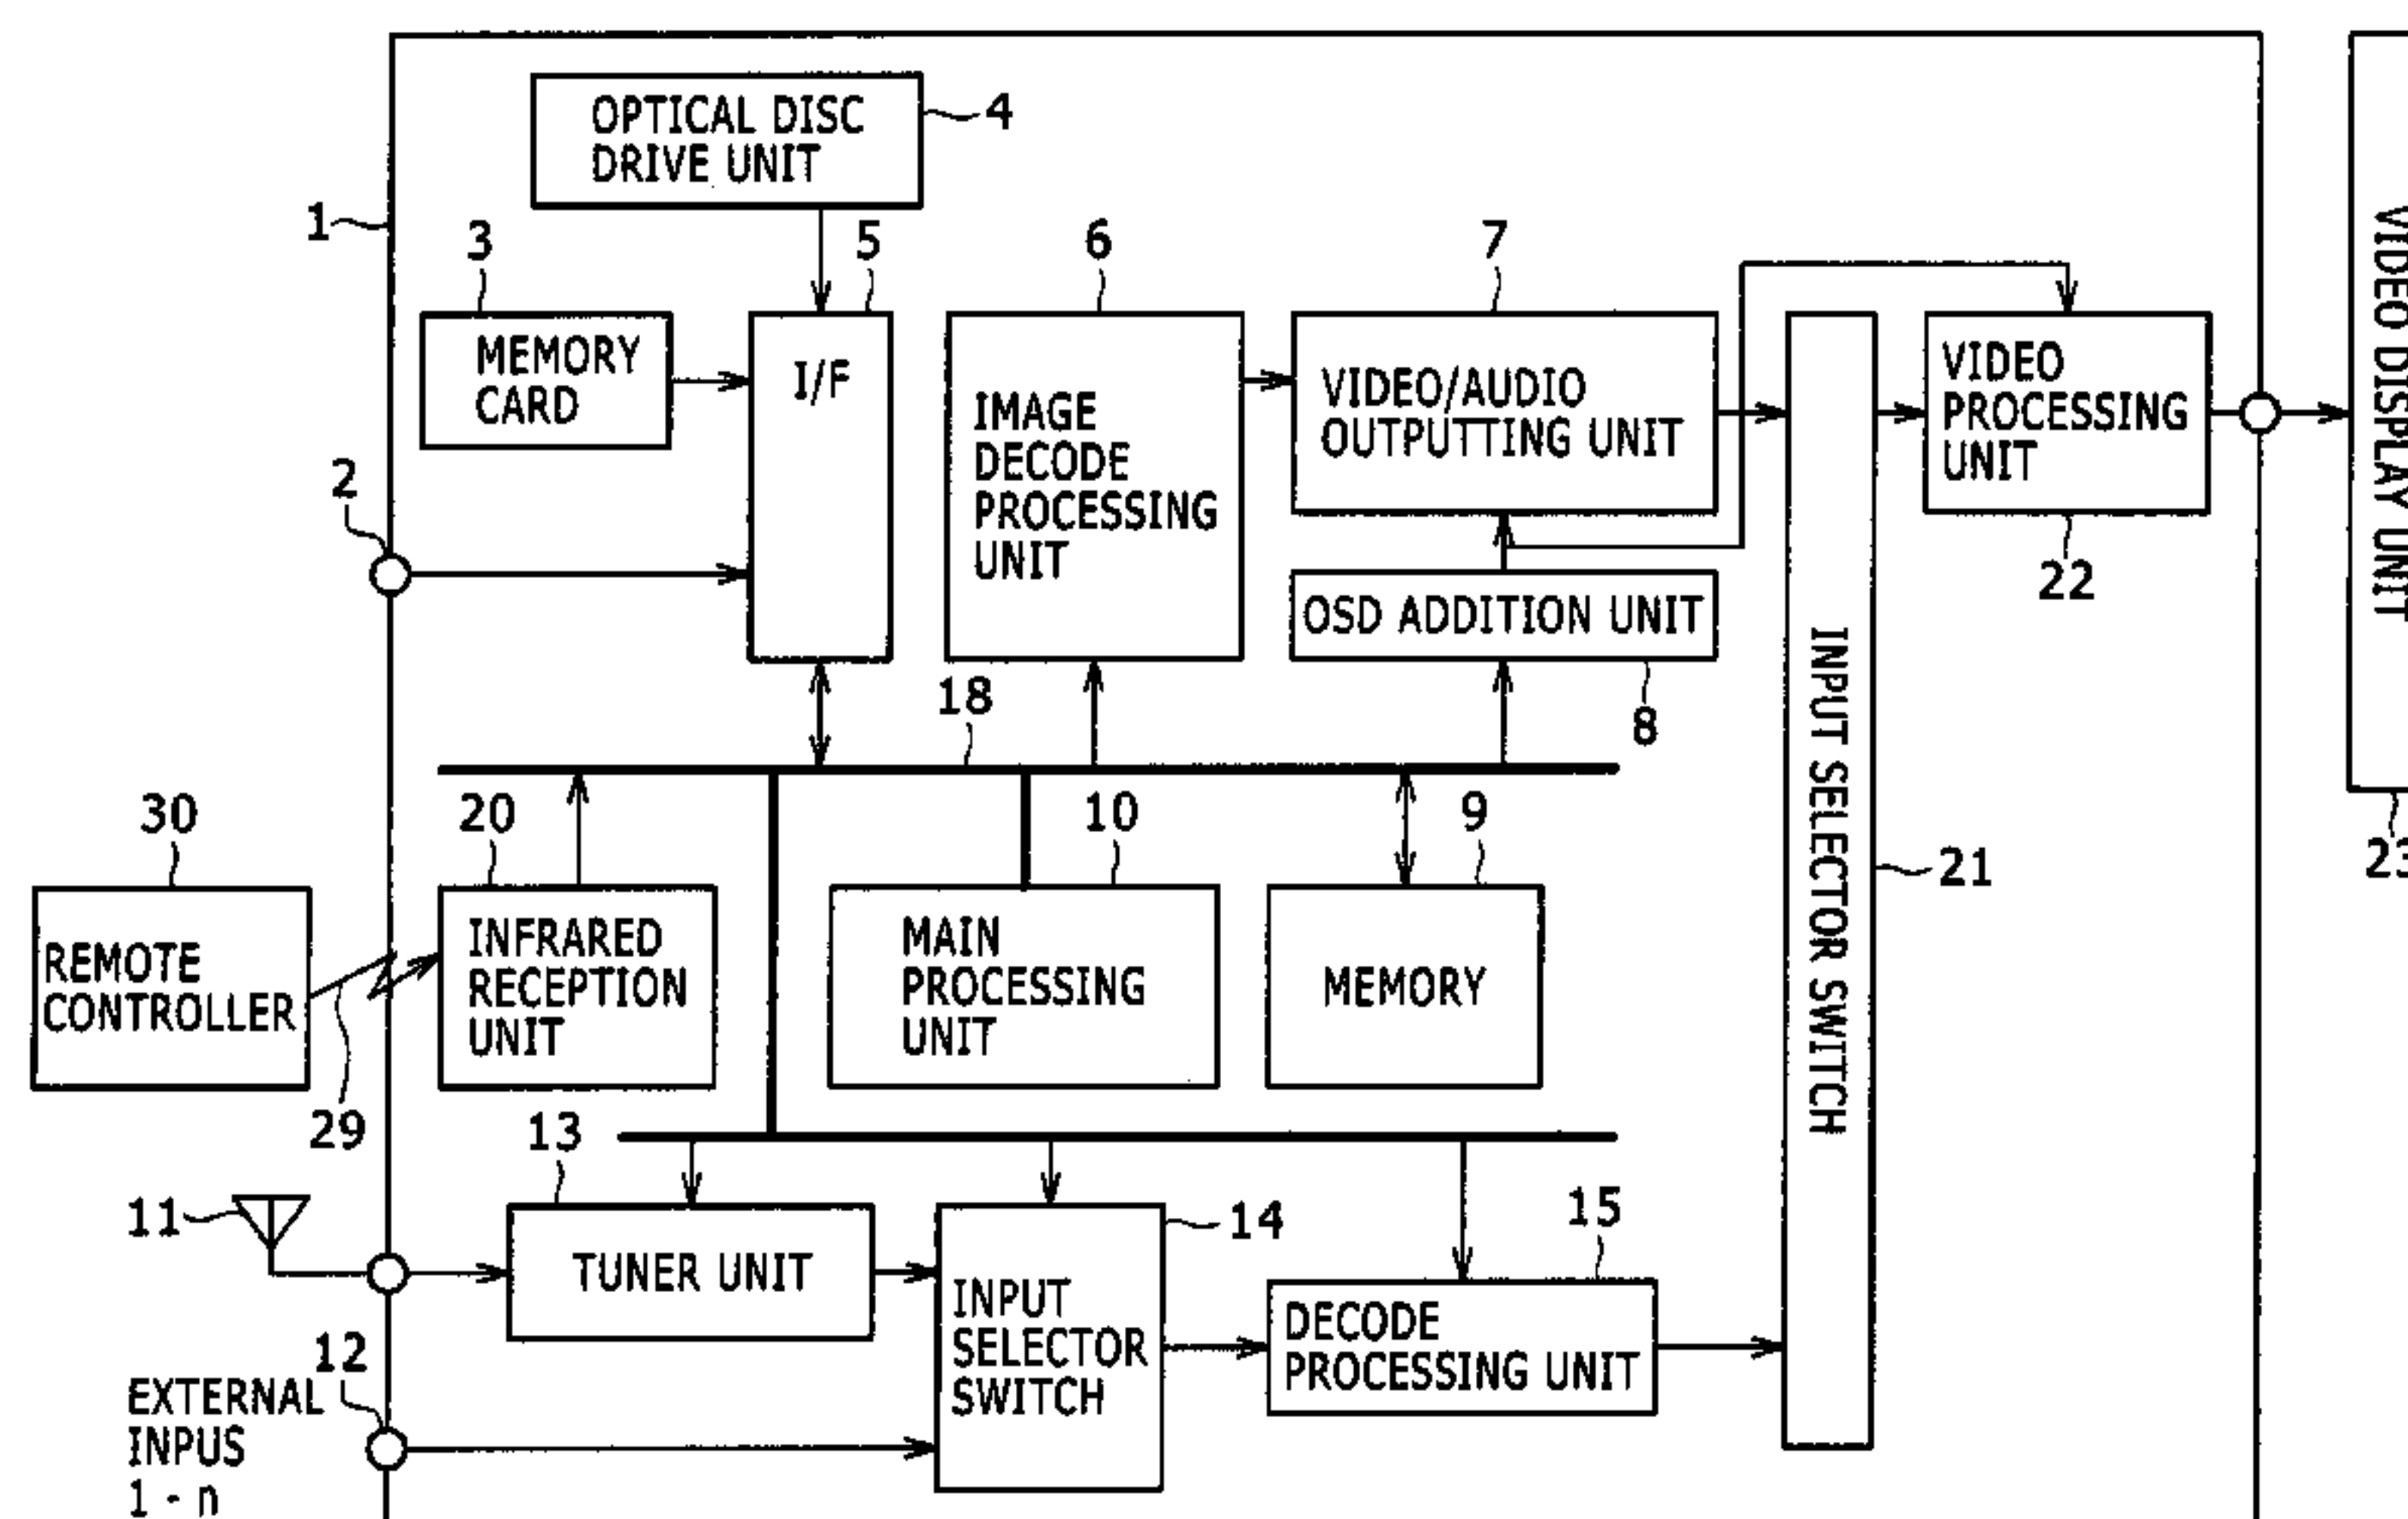 OPTICAL DISC
DRIVE UNIT
4
1
3
5
6
7
MEMORY
CARD
I/F
IMAGE
DECODE
PROCESSING
UNIT
VIDEO/AUDIO
OUTPUTTING UNIT
VIDEO
PROCESSING
UNIT
VIDEO DISPLAY UNIT
2
22
OSD ADDITION UNIT
18
8
INPUT SELECTOR SWITCH
30
20
10
9
21
23
REMOTE
CONTROLLER
INFRARED
RECEPTION
UNIT
MAIN
PROCESSING
UNIT
MEMORY
29
13
11
14
15
TUNER UNIT
INPUT
SELECTOR
SWITCH
DECODE
PROCESSING UNIT
12
EXTERNAL
INPUS
1 - n